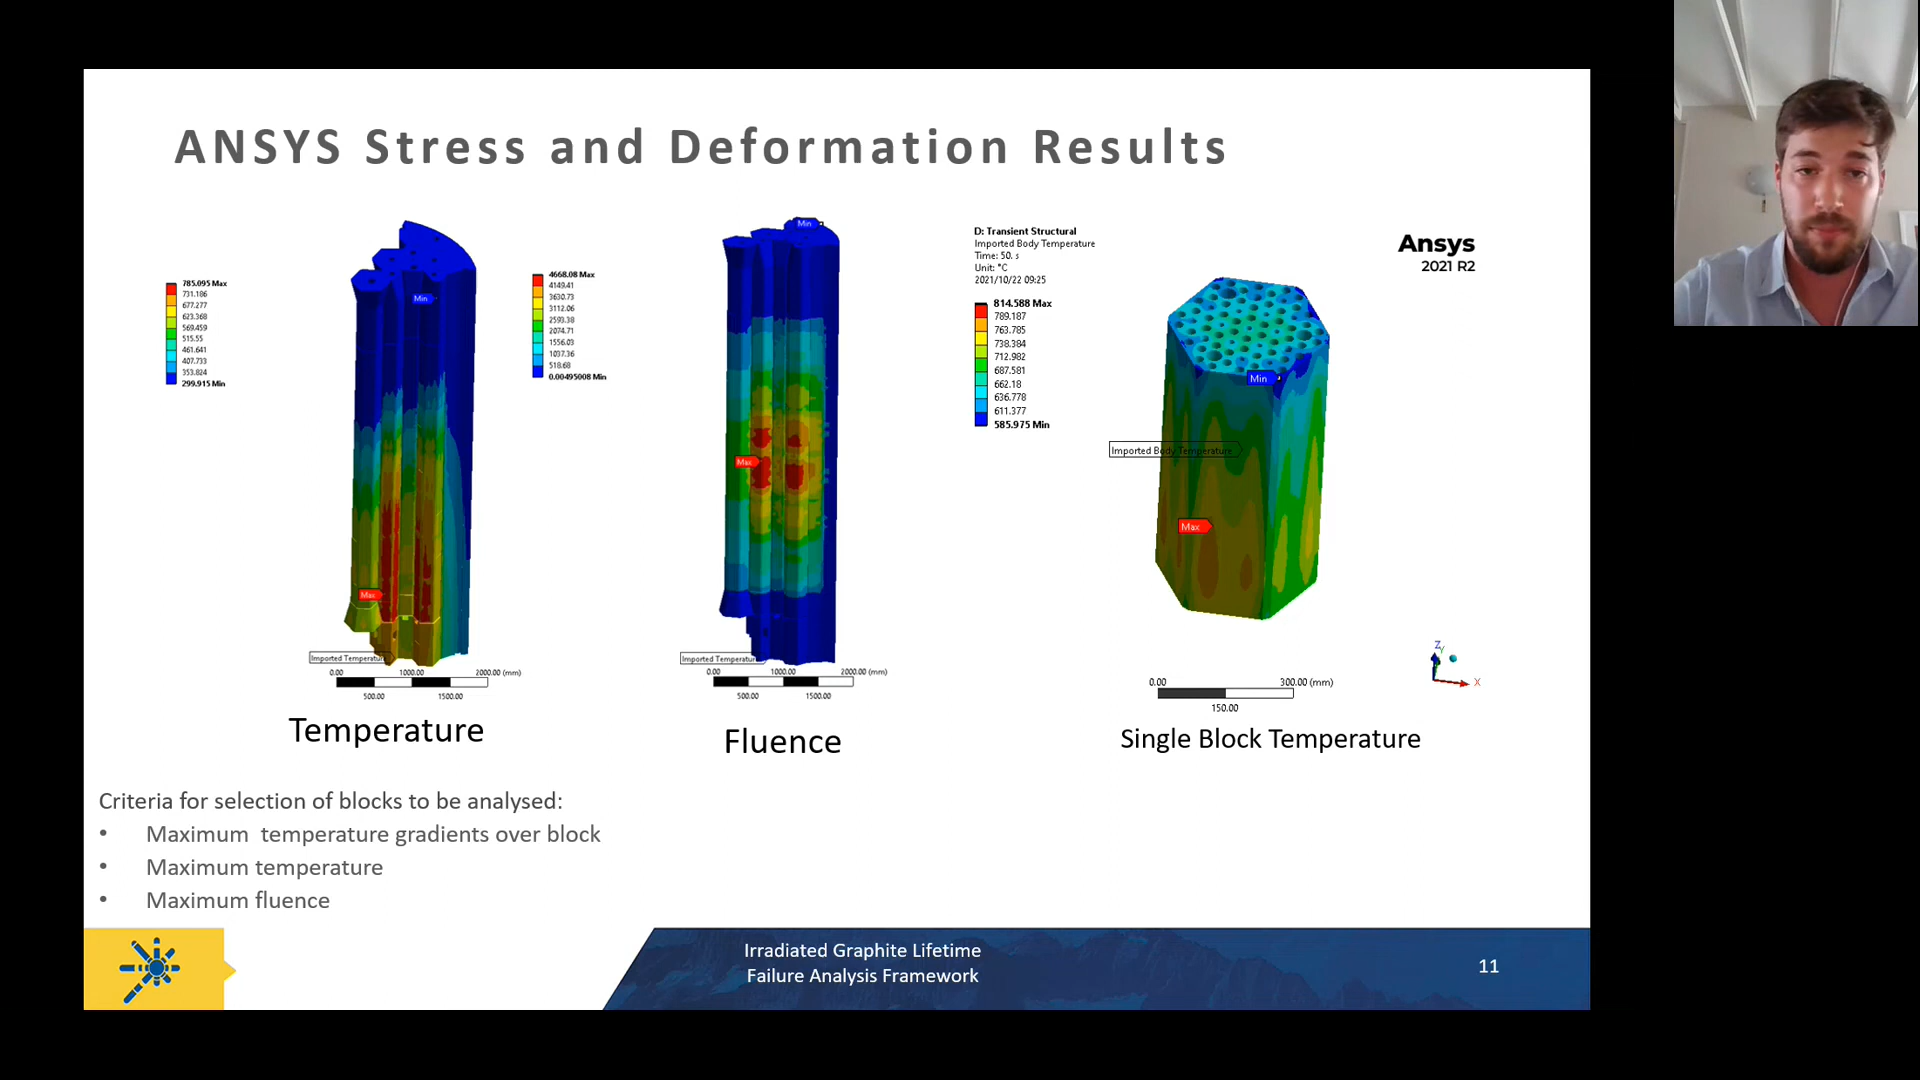 ANSYS Stress and Deformation Results
785.095 Max
731.186
677.277
623.368
569.459
515.55
461.641
407.733
353.824
299.915 Min
Min
Max
Imported Temperatur
0.00 1000.00 2000.00 (mm)
500.00 1500.00
Temperature
4668.08 Max
4149.41
3630.73
3112.06
2593.38
2074.71
1556.03
1037.36
518.68
0.00495008 Min
Min
Max
Imported Temperatur
0.00 1000.00 2000.00 (mm)
500.00 1500.00
Fluence
D: Transient Structural
Imported Body Temperature
Time: 50. s
Unit: °C
2021/10/22 09:25
814.588 Max
789.187
763.785
738.384
712.982
687.581
662.18
636.778
611.377
585.975 Min
Ansys
2021 R2
Min
Imported Body Temperature
Max
0.00 300.00 (mm)
150.00
Z
Y
X
Single Block Temperature
Criteria for selection of blocks to be analysed:
• Maximum temperature gradients over block
• Maximum temperature
• Maximum fluence
Irradiated Graphite Lifetime
Failure Analysis Framework
11